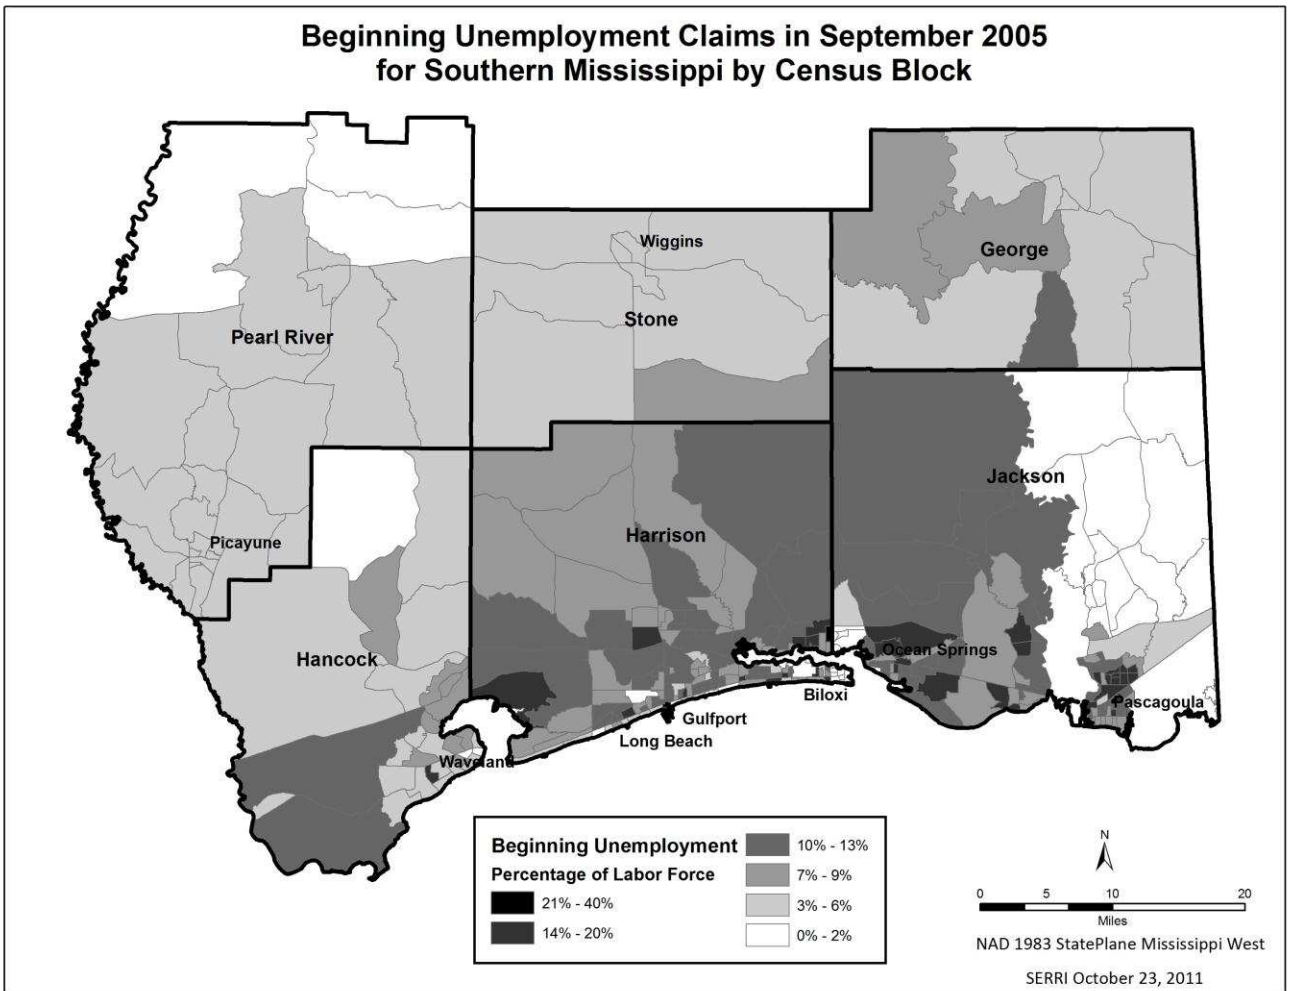 Beginning Unemployment Claims in September 2005
for Southern Mississippi by Census Block
Wiggins
George
Stone
Pearl River
Jackson
Harrison
Picayune
Hancock
Ocean Springs
Biloxi
Pascagoula
Gulfport
Long Beach
Waveland
Beginning Unemployment
Percentage of Labor Force
21% - 40%
14% - 20%
10% - 13%
7% - 9%
3% - 6%
0% - 2%
N
0 5 10 20
Miles
NAD 1983 StatePlane Mississippi West
SERRI October 23, 2011